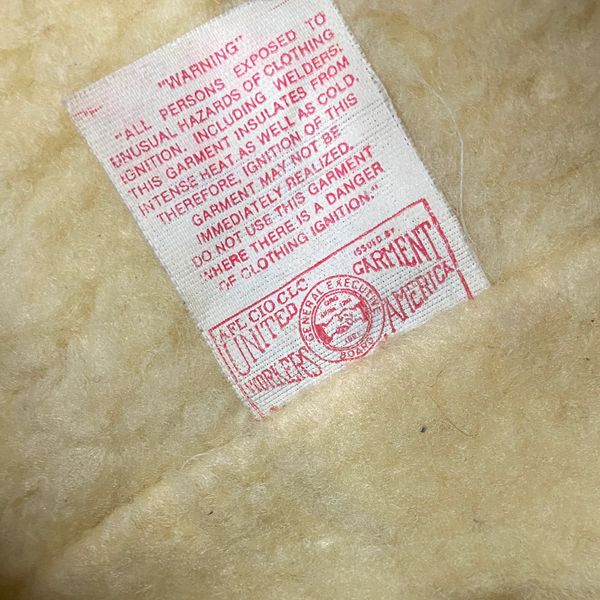 "WARNING"
"ALL PERSONS EXPOSED TO
UNUSUAL HAZARDS OF CLOTHING
IGNITION, INCLUDING WELDERS:
THIS GARMENT INSULATES FROM
INTENSE HEAT AS WELL AS COLD.
THEREFORE, IGNITION OF THIS
GARMENT MAY NOT BE
IMMEDIATELY REALIZED.
DO NOT USE THIS GARMENT
WHERE THERE IS A DANGER
OF CLOTHING IGNITION."
AFL CIO CLC
ISSUED BY
UNITED GARMENT
WORKERS AMERICA
GENERAL EXECUTIVE
BOARD